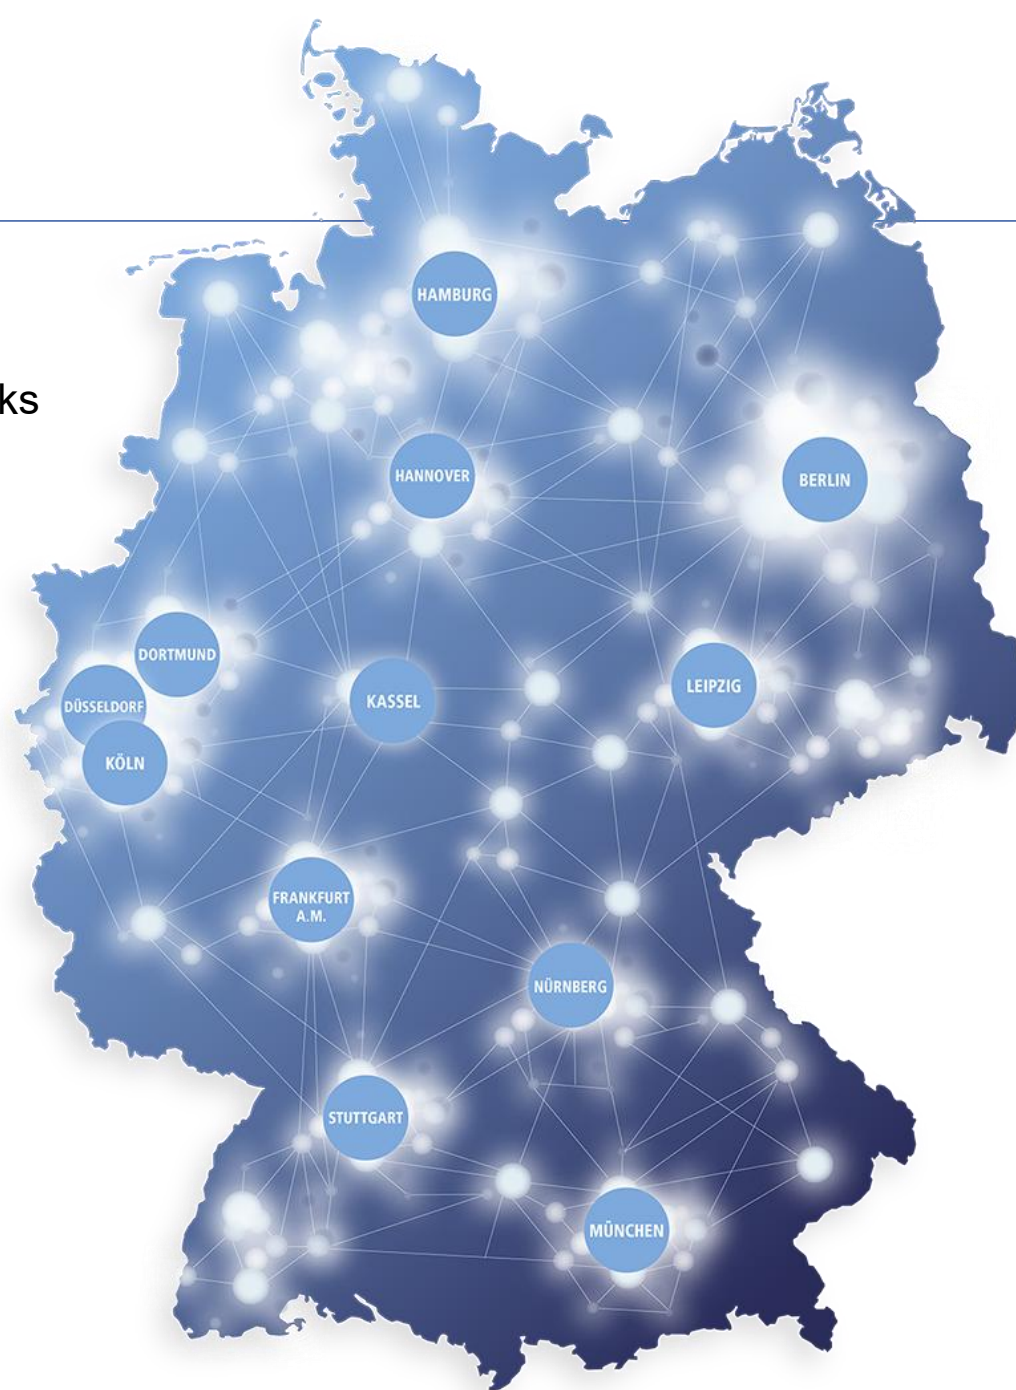 HAMBURG
ks
HANNOVER
BERLIN
DORTMUND
LEIPZIG
KASSEL
DÜSSELDORF
KÖLN
FRANKFURT
A.M.
NÜRNBERG
STUTTGART
MÜNCHEN